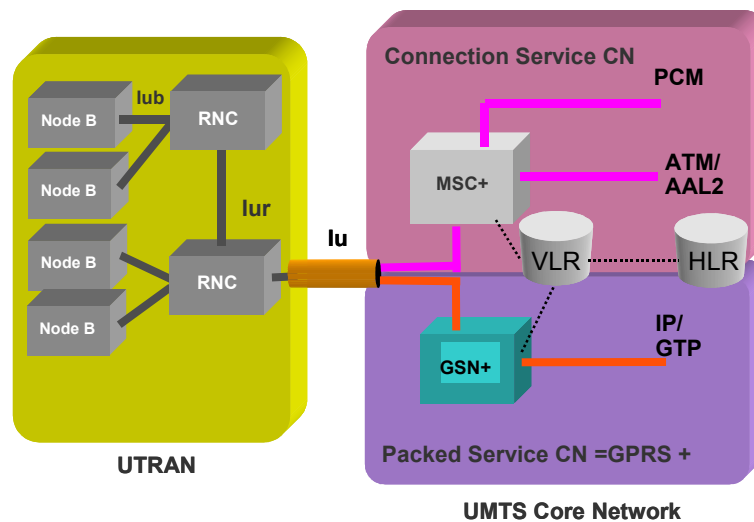 Connection Service CN
PCM
Iub
Node B
RNC
Node B
MSC+
ATM/
AAL2
Iur
Iu
Node B
RNC
VLR
HLR
Node B
IP/
GTP
GSN+
Packed Service CN =GPRS +
UTRAN
UMTS Core Network